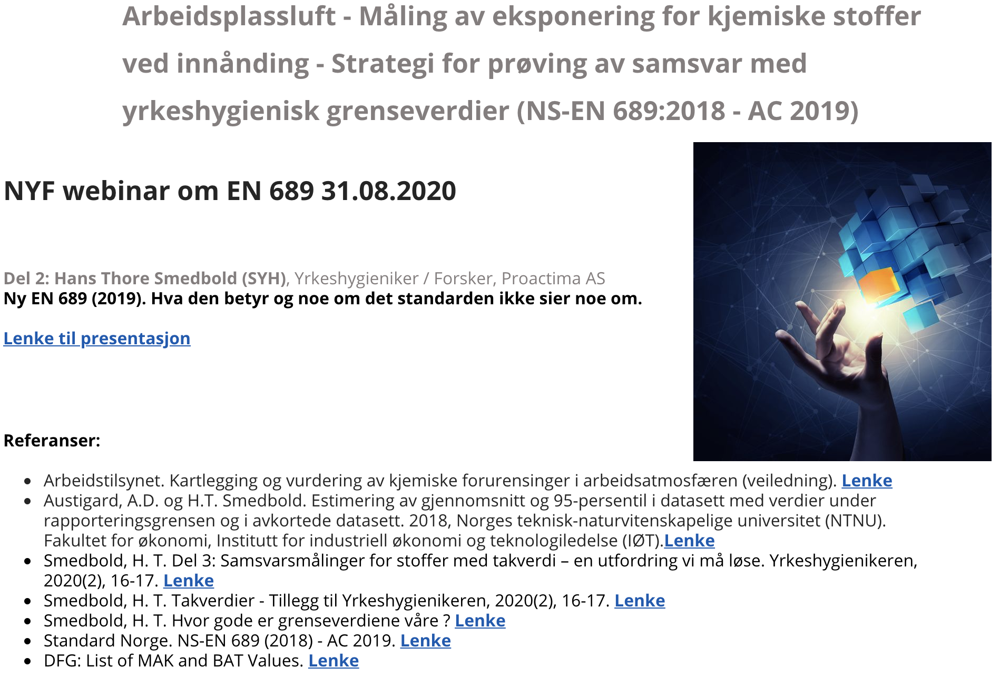 Arbeidsplassluft - Måling av eksponering for kjemiske stoffer
ved innånding - Strategi for prøving av samsvar med
yrkeshygienisk grenseverdier (NS-EN 689:2018 - AC 2019)
NYF webinar om EN 689 31.08.2020
Del 2: Hans Thore Smedbold (SYH), Yrkeshygieniker / Forsker, Proactima AS
Ny EN 689 (2019). Hva den betyr og noe om det standarden ikke sier noe om.
Lenke til presentasjon
Referanser:
• Arbeidstilsynet. Kartlegging og vurdering av kjemiske forurensinger i arbeidsatmosfæren (veiledning). Lenke
• Austigard, A.D. og H.T. Smedbold. Estimering av gjennomsnitt og 95-persentil i datasett med verdier under
rapporteringsgrensen og i avkortede datasett. 2018, Norges teknisk-naturvitenskapelige universitet (NTNU).
Fakultet for økonomi, Institutt for industriell økonomi og teknologiledelse (IØT).Lenke
• Smedbold, H. T. Del 3: Samsvarsmålinger for stoffer med takverdi – en utfordring vi må løse. Yrkeshygienikeren,
2020(2), 16-17. Lenke
• Smedbold, H. T. Takverdier - Tillegg til Yrkeshygienikeren, 2020(2), 16-17. Lenke
• Smedbold, H. T. Hvor gode er grenseverdiene våre ? Lenke
• Standard Norge. NS-EN 689 (2018) - AC 2019. Lenke
• DFG: List of MAK and BAT Values. Lenke